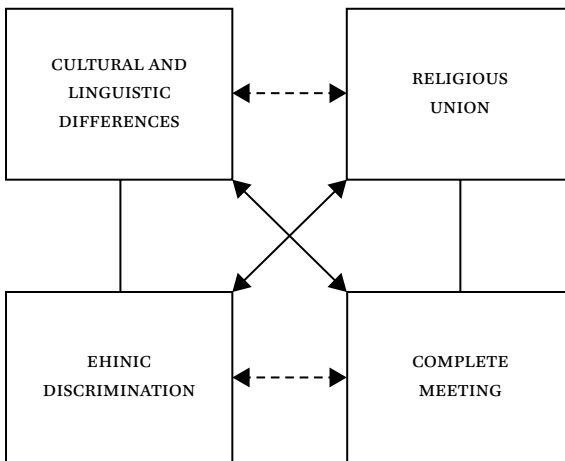 CULTURAL AND
LINGUISTIC
DIFFERENCES
RELIGIOUS
UNION
EHINIC
DISCRIMINATION
COMPLETE
MEETING